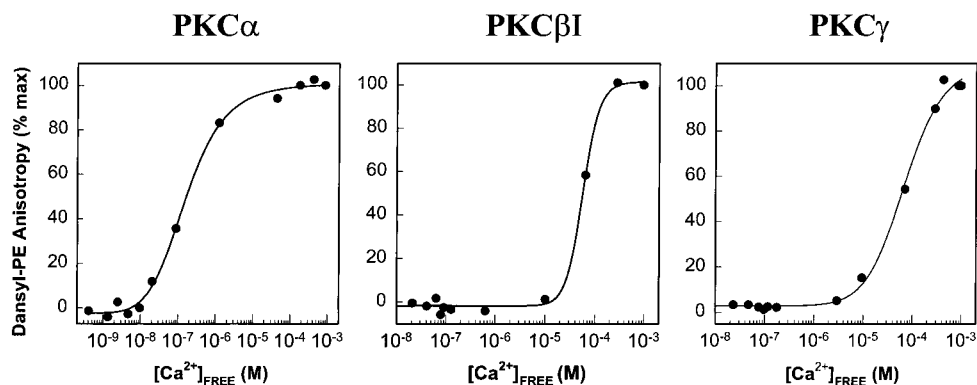 PKCα PKCβI PKCγ
Dansyl-PE Anisotropy (% max)
100 100 100
80 80 80
60 60 60
40 40 40
20 20 20
0 0 0
10⁻⁹ 10⁻⁸ 10⁻⁷ 10⁻⁶ 10⁻⁵ 10⁻⁴ 10⁻³ 10⁻⁸ 10⁻⁷ 10⁻⁶ 10⁻⁵ 10⁻⁴ 10⁻³ 10⁻⁸ 10⁻⁷ 10⁻⁶ 10⁻⁵ 10⁻⁴ 10⁻³
[Ca²⁺]FREE (M) [Ca²⁺]FREE (M) [Ca²⁺]FREE (M)